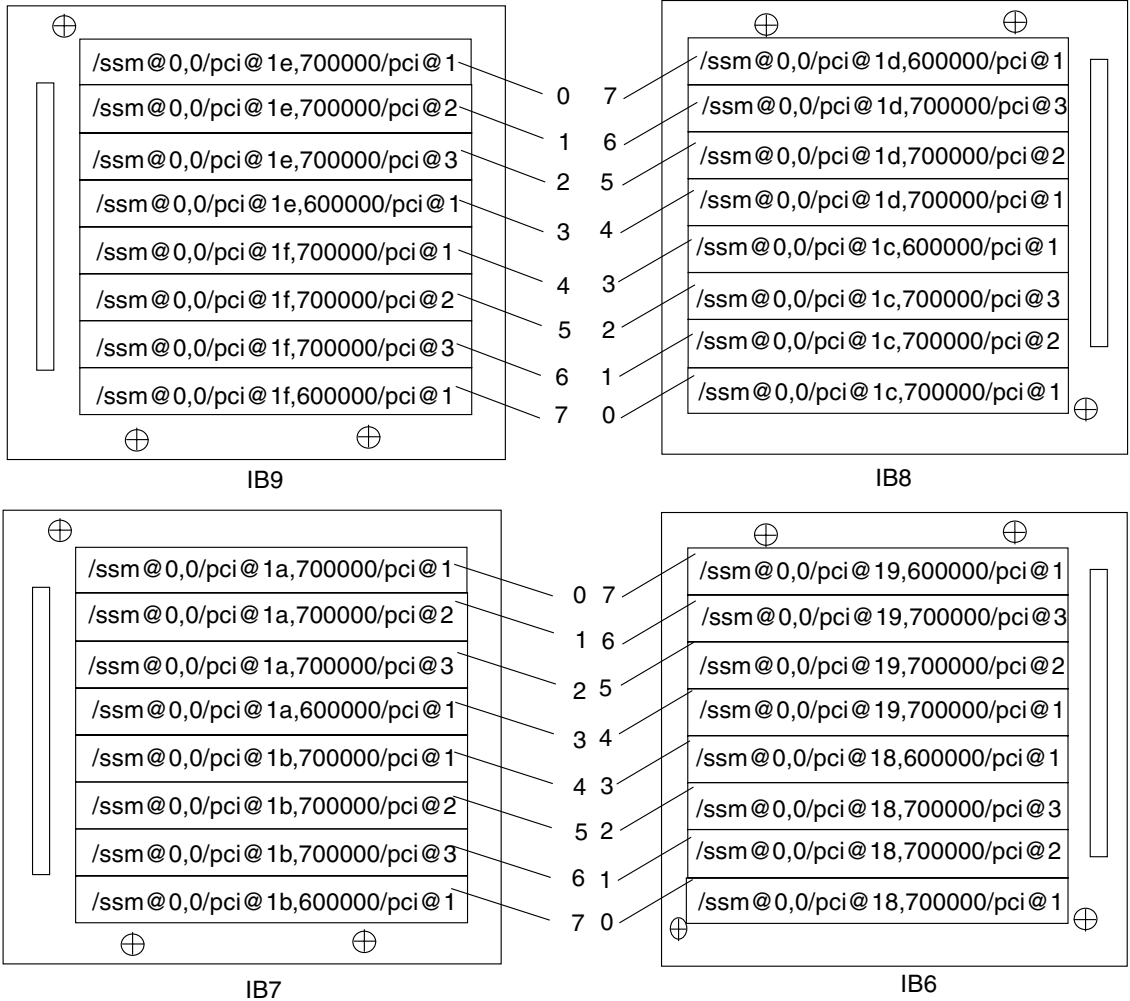 /ssm@0,0/pci@1e,700000/pci@1
/ssm@0,0/pci@1e,700000/pci@2
/ssm@0,0/pci@1e,700000/pci@3
/ssm@0,0/pci@1e,600000/pci@1
/ssm@0,0/pci@1f,700000/pci@1
/ssm@0,0/pci@1f,700000/pci@2
/ssm@0,0/pci@1f,700000/pci@3
/ssm@0,0/pci@1f,600000/pci@1
0
1
2
3
4
5
6
7
IB9
7
6
5
4
3
2
1
0
/ssm@0,0/pci@1d,600000/pci@1
/ssm@0,0/pci@1d,700000/pci@3
/ssm@0,0/pci@1d,700000/pci@2
/ssm@0,0/pci@1d,700000/pci@1
/ssm@0,0/pci@1c,600000/pci@1
/ssm@0,0/pci@1c,700000/pci@3
/ssm@0,0/pci@1c,700000/pci@2
/ssm@0,0/pci@1c,700000/pci@1
IB8
/ssm@0,0/pci@1a,700000/pci@1
/ssm@0,0/pci@1a,700000/pci@2
/ssm@0,0/pci@1a,700000/pci@3
/ssm@0,0/pci@1a,600000/pci@1
/ssm@0,0/pci@1b,700000/pci@1
/ssm@0,0/pci@1b,700000/pci@2
/ssm@0,0/pci@1b,700000/pci@3
/ssm@0,0/pci@1b,600000/pci@1
0
1
2
3
4
5
6
7
IB7
7
6
5
4
3
2
1
0
/ssm@0,0/pci@19,600000/pci@1
/ssm@0,0/pci@19,700000/pci@3
/ssm@0,0/pci@19,700000/pci@2
/ssm@0,0/pci@19,700000/pci@1
/ssm@0,0/pci@18,600000/pci@1
/ssm@0,0/pci@18,700000/pci@3
/ssm@0,0/pci@18,700000/pci@2
/ssm@0,0/pci@18,700000/pci@1
IB6